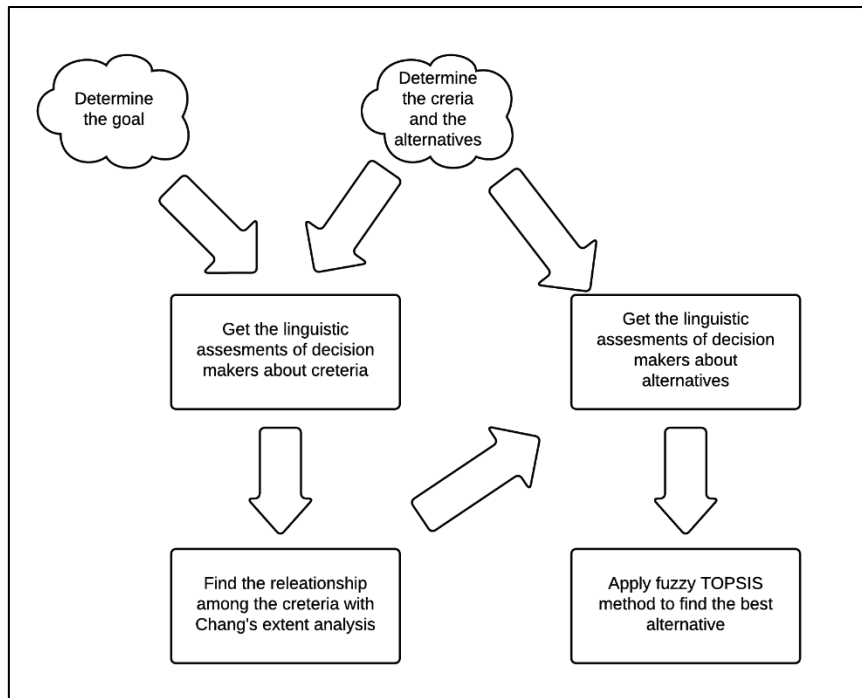 Determine
the goal
Determine
the creria
and the
alternatives
Get the linguistic
assesments of decision
makers about creteria
Get the linguistic
assesments of decision
makers about
alternatives
Find the releationship
among the creteria with
Chang's extent analysis
Apply fuzzy TOPSIS
method to find the best
alternative